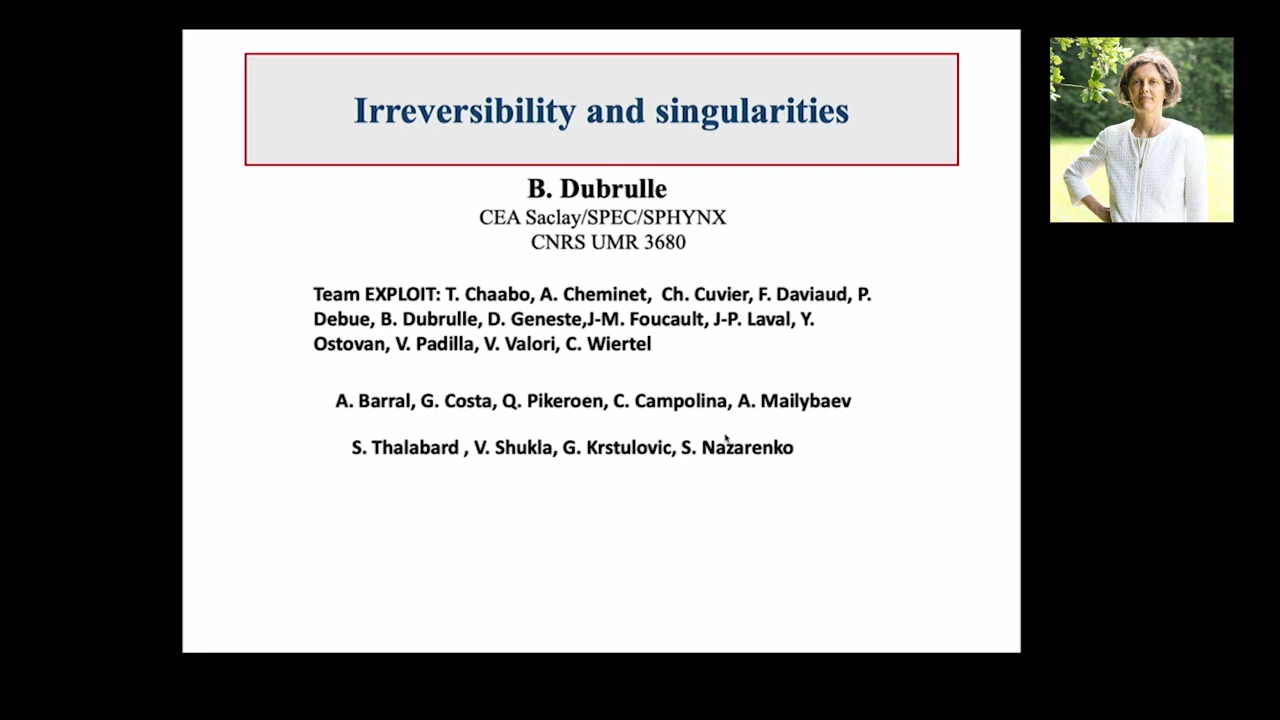 Irreversibility and singularities
B. Dubrulle
CEA Saclay/SPEC/SPHYNX
CNRS UMR 3680
Team EXPLOIT: T. Chaabo, A. Cheminet, Ch. Cuvier, F. Daviaud, P.
Debue, B. Dubrulle, D. Geneste,J-M. Foucault, J-P. Laval, Y.
Ostovan, V. Padilla, V. Valori, C. Wiertel
A. Barral, G. Costa, Q. Pikeroen, C. Campolina, A. Mailybaev
S. Thalabard , V. Shukla, G. Krstulovic, S. Nazarenko